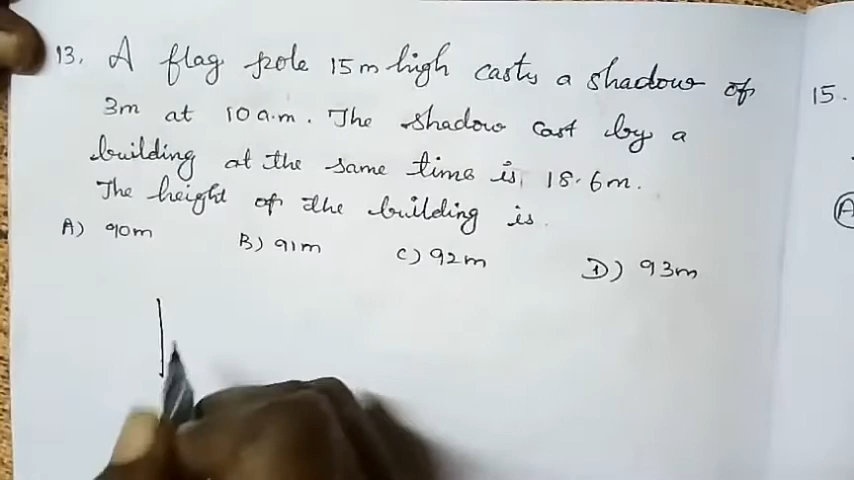 13. A flag pole 15m high casts a shadow of
3m at 10 a.m. The shadow cast by a
building at the same time is 18.6m.
The height of the building is.
A) 90m B) 91m C) 92m D) 93m
15.
A